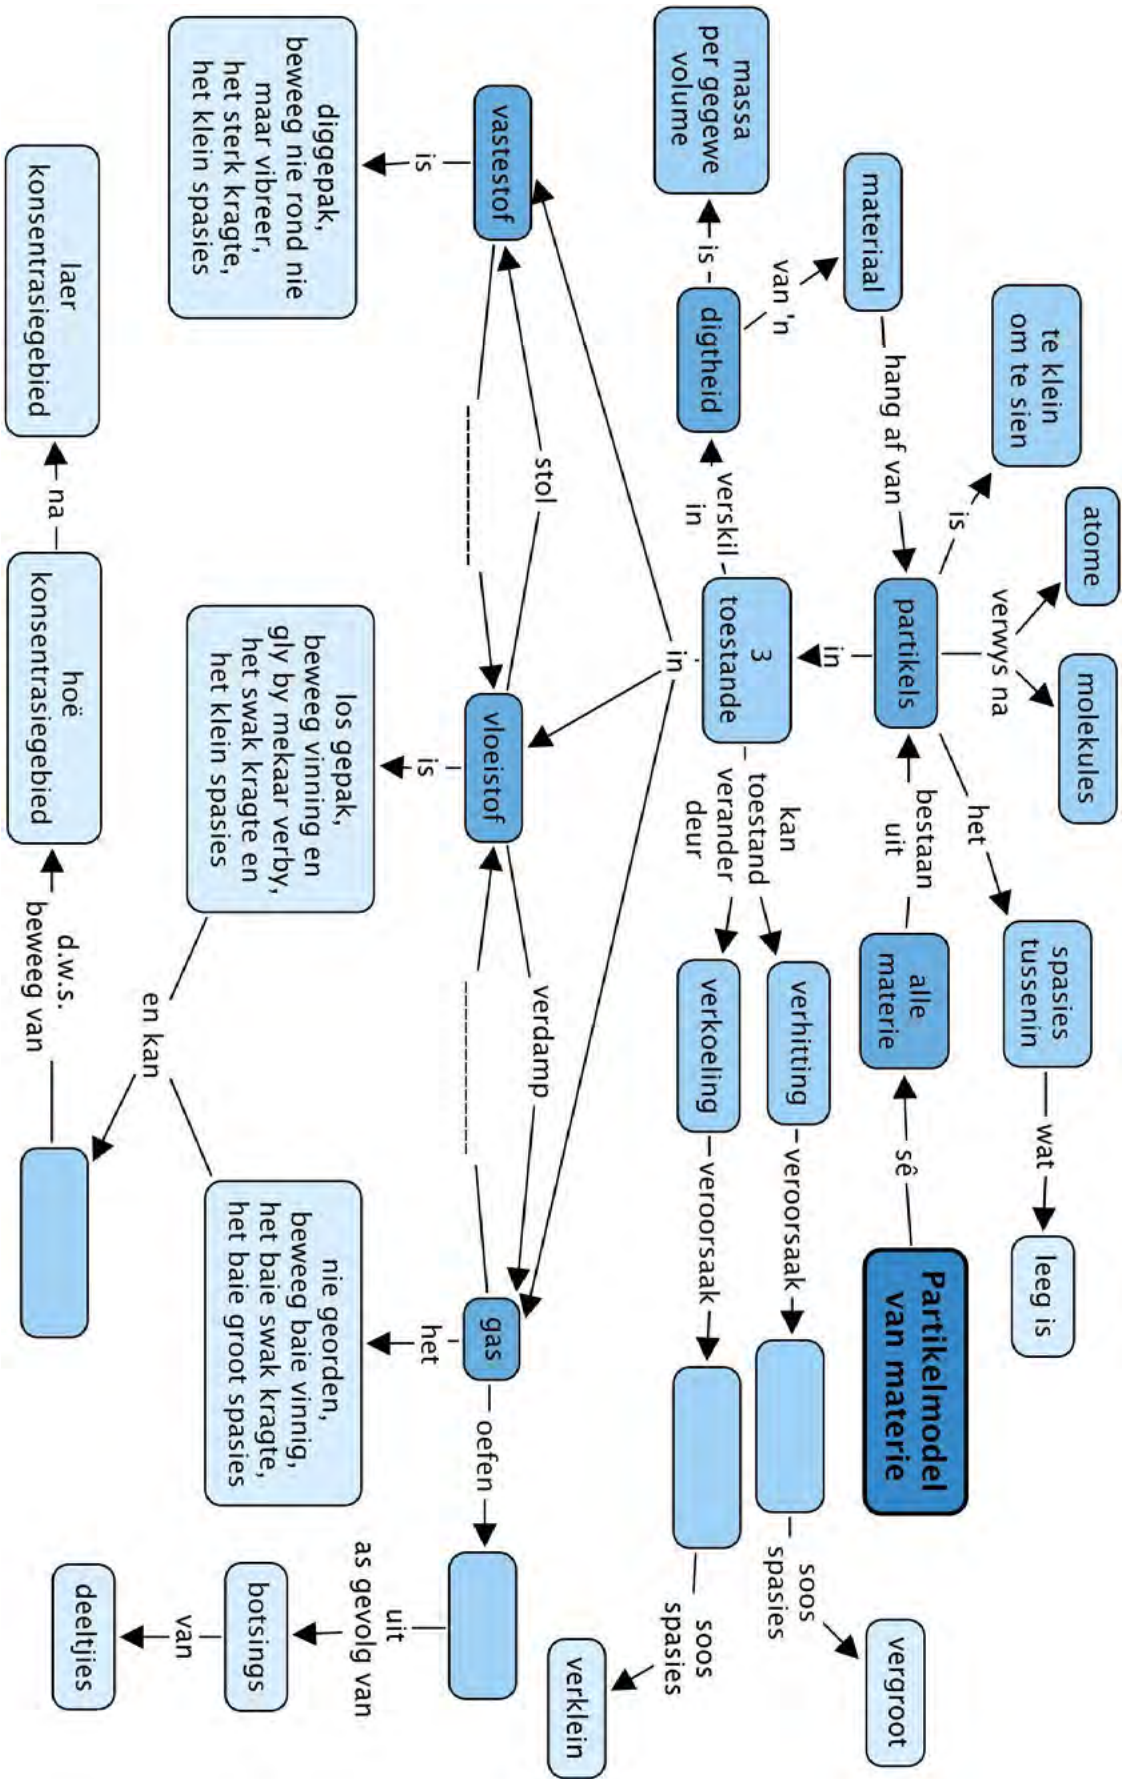 Partikelmodel
van materie
sê
alle
materie
bestaan
uit
partikels
verwys na
atome
molekules
is
te klein
om te sien
het
spasies
tussenin
wat
leeg is
in
3
toestande
hang af van
materiaal
van 'n
digtheid
is
massa
per gegewe
volume
verskil
in
kan
toestand
verander
deur
verhitting
veroorsaak
soos
spasies
vergroot
verkoeling
veroorsaak
soos
spasies
verklein
in
vastestof
stol
vloeistof
verdamp
gas
is
diggepak,
beweeg nie rond nie
maar vibreer,
het sterk kragte,
het klein spasies
is
los gepak,
beweeg vinning en
gly by mekaar verby,
het swak kragte en
het klein spasies
het
nie georden,
beweeg baie vinnig,
het baie swak kragte,
het baie groot spasies
oefen
uit
as gevolg van
botsings
van
deeltjies
en kan
d.w.s.
beweeg van
hoë
konsentrasiegebied
na
laer
konsentrasiegebied